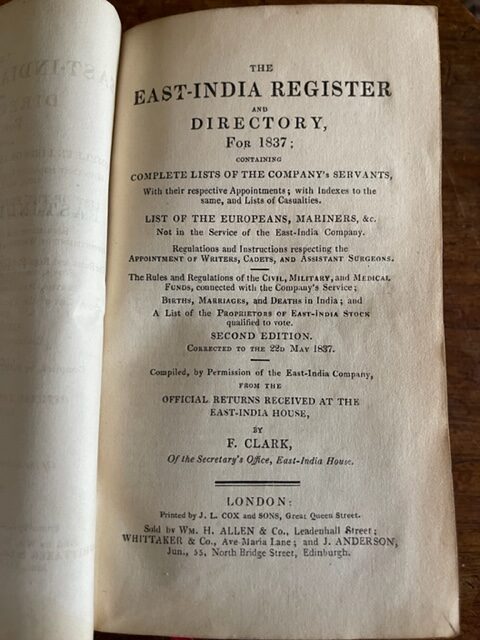 THE
EAST-INDIA REGISTER
AND
DIRECTORY,
FOR 1837;
CONTAINING
COMPLETE LISTS OF THE COMPANY'S SERVANTS,
With their respective Appointments; with Indexes to the
same, and Lists of Casualties.
LIST OF THE EUROPEANS, MARINERS, &c.
Not in the Service of the East-India Company.
Regulations and Instructions respecting the
APPOINTMENT OF WRITERS, CADETS, AND ASSISTANT SURGEONS.
The Rules and Regulations of the CIVIL, MILITARY, and MEDICAL
FUNDS, connected with the Company's Service;
BIRTHS, MARRIAGES, and DEATHS in India; and
A List of the PROPRIETORS OF EAST-INDIA STOCK
qualified to vote.
SECOND EDITION.
CORRECTED TO THE 22D MAY 1837.
Compiled, by Permission of the East-India Company,
FROM THE
OFFICIAL RETURNS RECEIVED AT THE
EAST-INDIA HOUSE,
BY
F. CLARK,
Of the Secretary's Office, East-India House.
LONDON:
Printed by J. L. COX and SONS, Great Queen Street.
Sold by WM. H. ALLEN & Co., Leadenhall Street;
WHITTAKER & Co., Ave Maria Lane; and J. ANDERSON,
Jun., 55, North Bridge Street, Edinburgh.